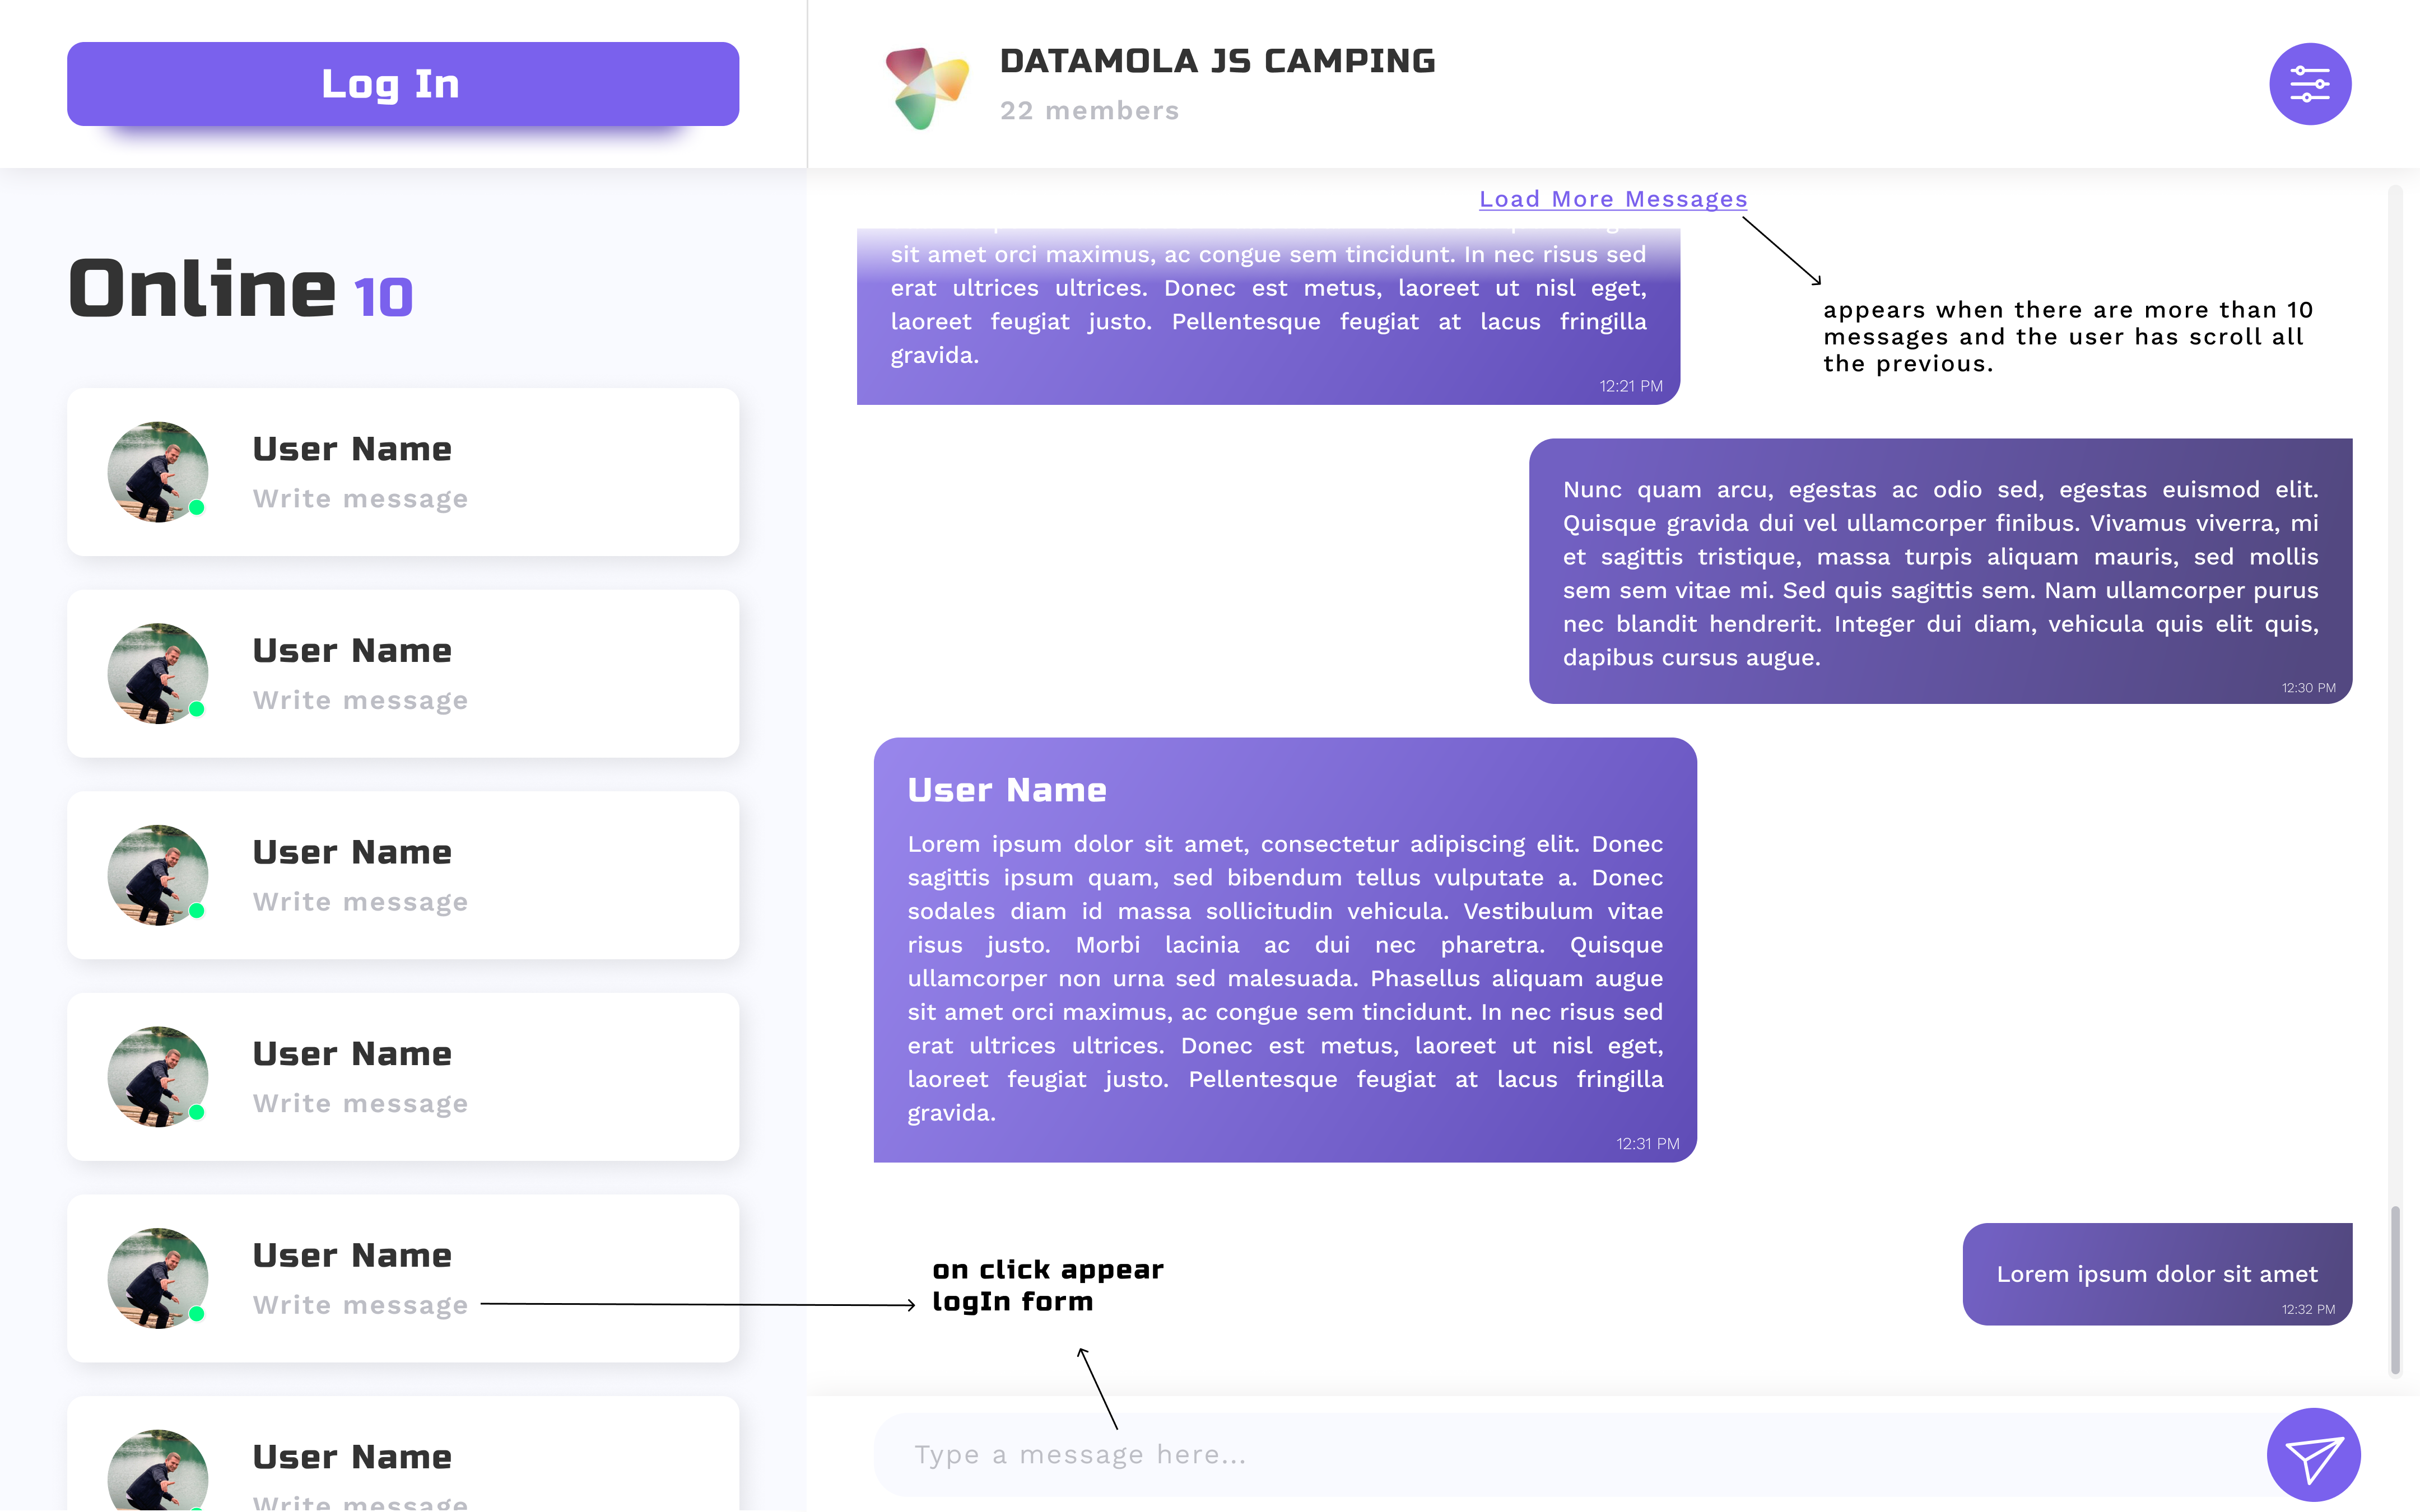 Log In
DATAMOLA JS CAMPING
22 members
Online 10
User Name
Write message
User Name
Write message
User Name
Write message
User Name
Write message
User Name
Write message
User Name
Write message
Load More Messages
appears when there are more than 10
messages and the user has scroll all
the previous.
sit amet orci maximus, ac congue sem tincidunt. In nec risus sed
erat ultrices ultrices. Donec est metus, laoreet ut nisl eget,
laoreet feugiat justo. Pellentesque feugiat at lacus fringilla
gravida.
12:21 PM
Nunc quam arcu, egestas ac odio sed, egestas euismod elit.
Quisque gravida dui vel ullamcorper finibus. Vivamus viverra, mi
et sagittis tristique, massa turpis aliquam mauris, sed mollis
sem sem vitae mi. Sed quis sagittis sem. Nam ullamcorper purus
nec blandit hendrerit. Integer dui diam, vehicula quis elit quis,
dapibus cursus augue.
12:30 PM
User Name
Lorem ipsum dolor sit amet, consectetur adipiscing elit. Donec
sagittis ipsum quam, sed bibendum tellus vulputate a. Donec
sodales diam id massa sollicitudin vehicula. Vestibulum vitae
risus justo. Morbi lacinia ac dui nec pharetra. Quisque
ullamcorper non urna sed malesuada. Phasellus aliquam augue
sit amet orci maximus, ac congue sem tincidunt. In nec risus sed
erat ultrices ultrices. Donec est metus, laoreet ut nisl eget,
laoreet feugiat justo. Pellentesque feugiat at lacus fringilla
gravida.
12:31 PM
Lorem ipsum dolor sit amet
12:32 PM
on click appear
logIn form
Type a message here...